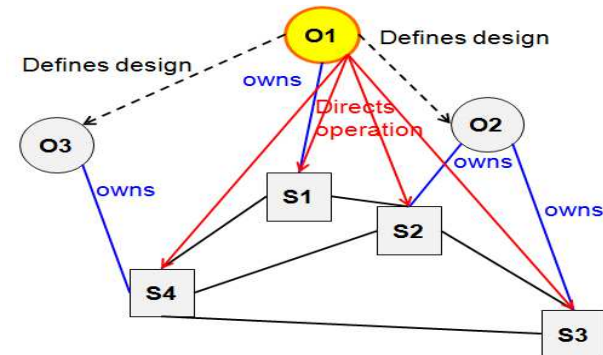 O1
Defines design
Defines design
owns
Directs
operation
O3
O2
owns
owns
owns
S1
S2
S4
S3